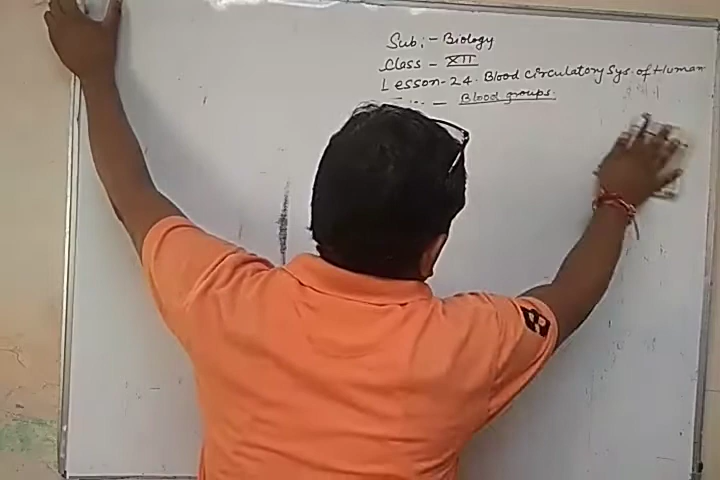 Sub:- Biology
Class - XII
Lesson-24. Blood circulatory Sys. of Human
— Blood groups.